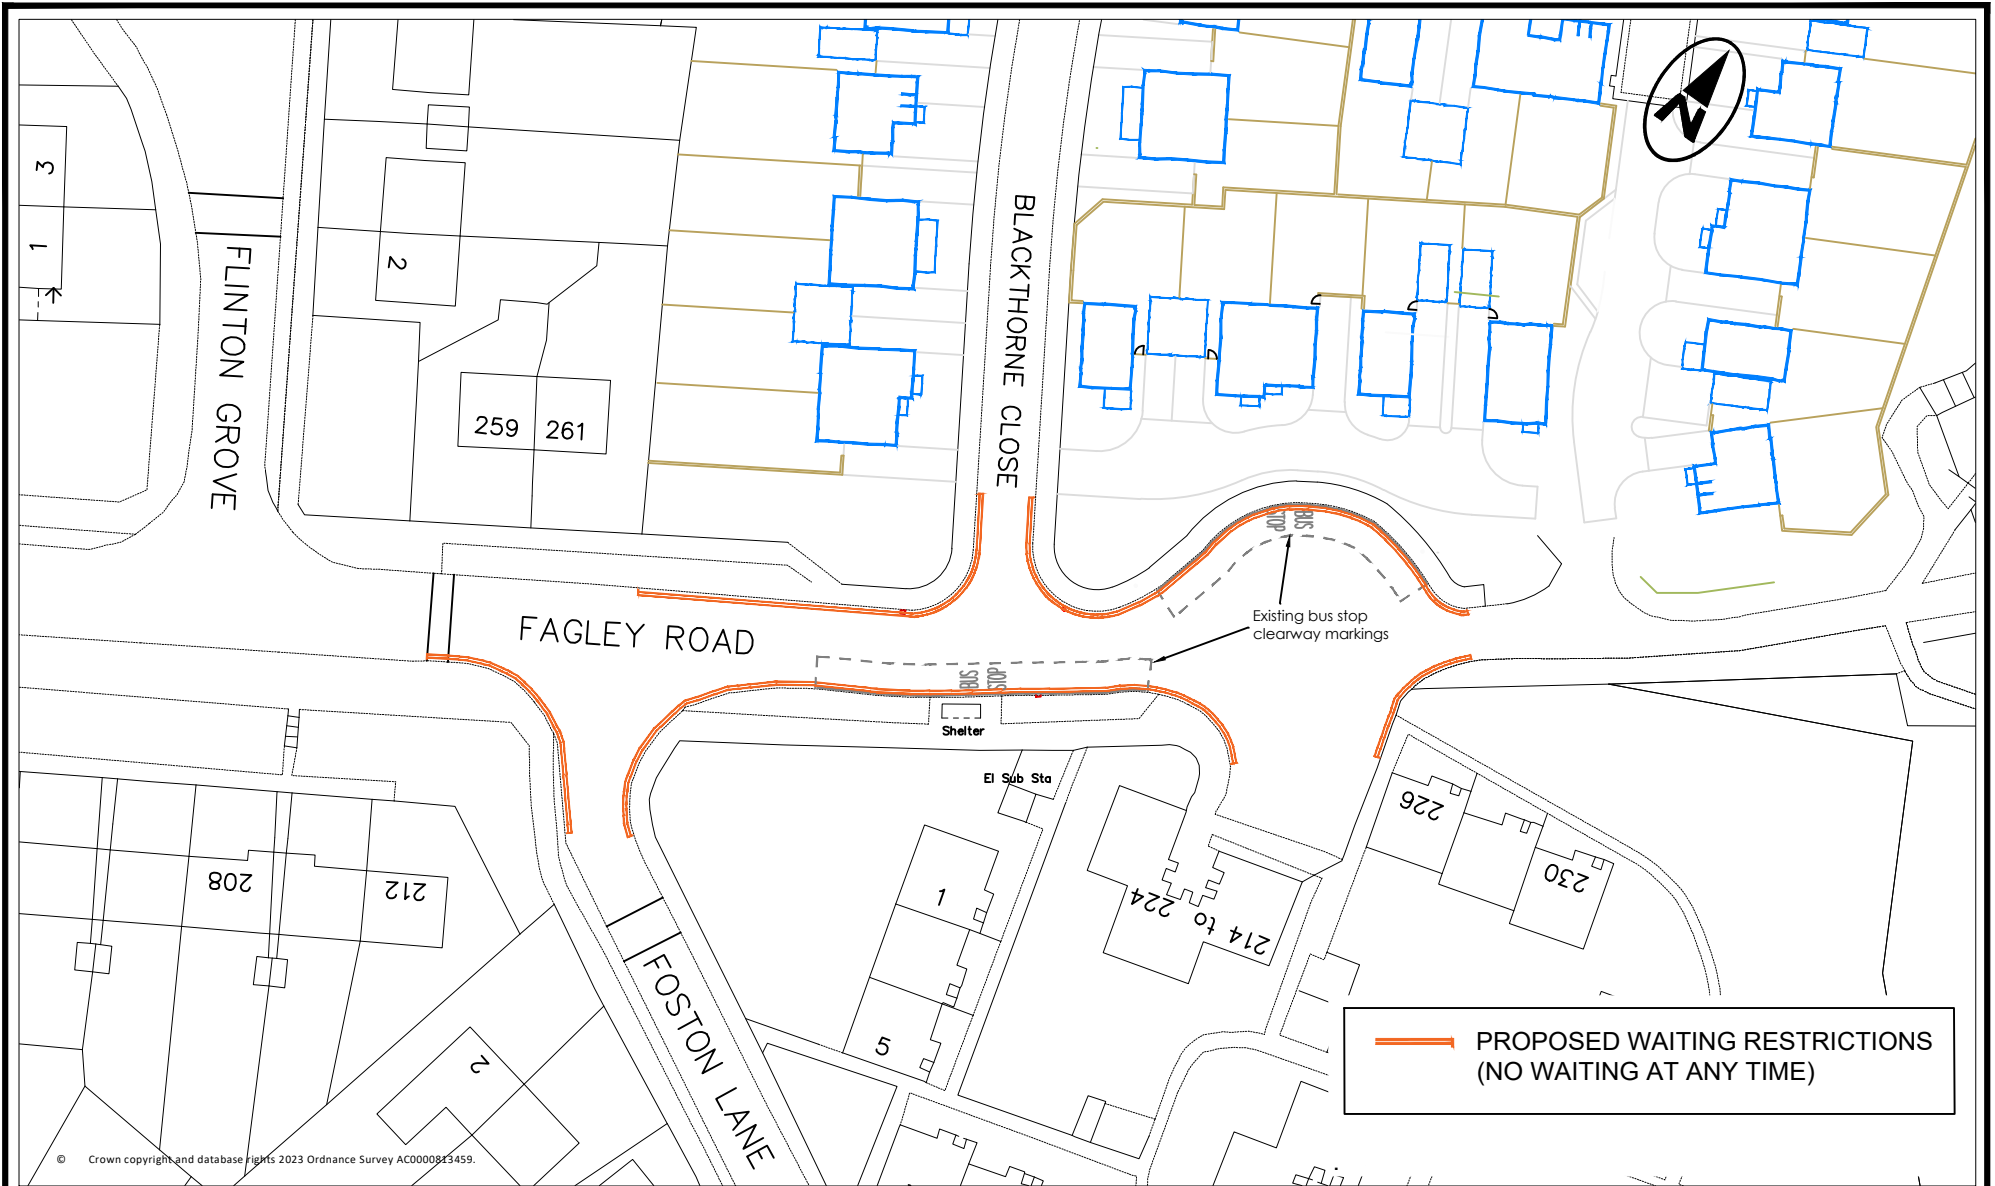 3
1
2
FLINTON GROVE
259
261
BLACKTHORNE CLOSE
N
BUS
STOP
Existing bus stop
clearway markings
FAGLEY ROAD
BUS
STOP
Shelter
El Sub Sta
208
212
1
5
224
214 to
226
230
2
FOSTON LANE
PROPOSED WAITING RESTRICTIONS
(NO WAITING AT ANY TIME)
© Crown copyright and database rights 2023 Ordnance Survey AC0000813459.